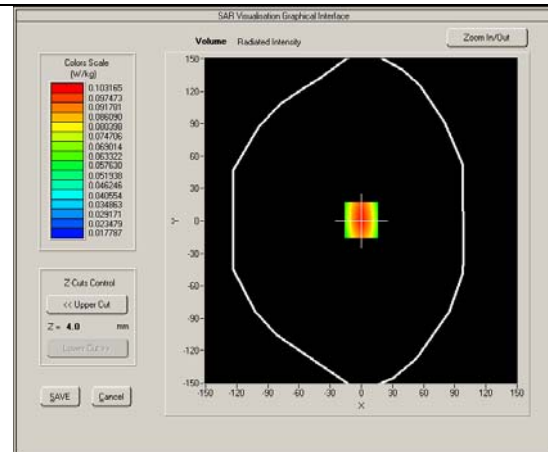 SAR Visualisation Graphical Interface
Volume Radiated Intensity
Zoom In/Out
Colors Scale
(W/kg)
0.103165
0.097473
0.091781
0.086090
0.080398
0.074706
0.069014
0.063322
0.057630
0.051938
0.046246
0.040554
0.034863
0.029171
0.023479
0.017787
Z-Cuts Control
<< Upper Cut
Z = 4.0 mm
Lower Cut >>
SAVE
Cancel
150
120
90
60
30
0
-30
-60
-90
-120
-150
Y
-150 -120 -90 -60 -30 0 30 60 90 120 150
X